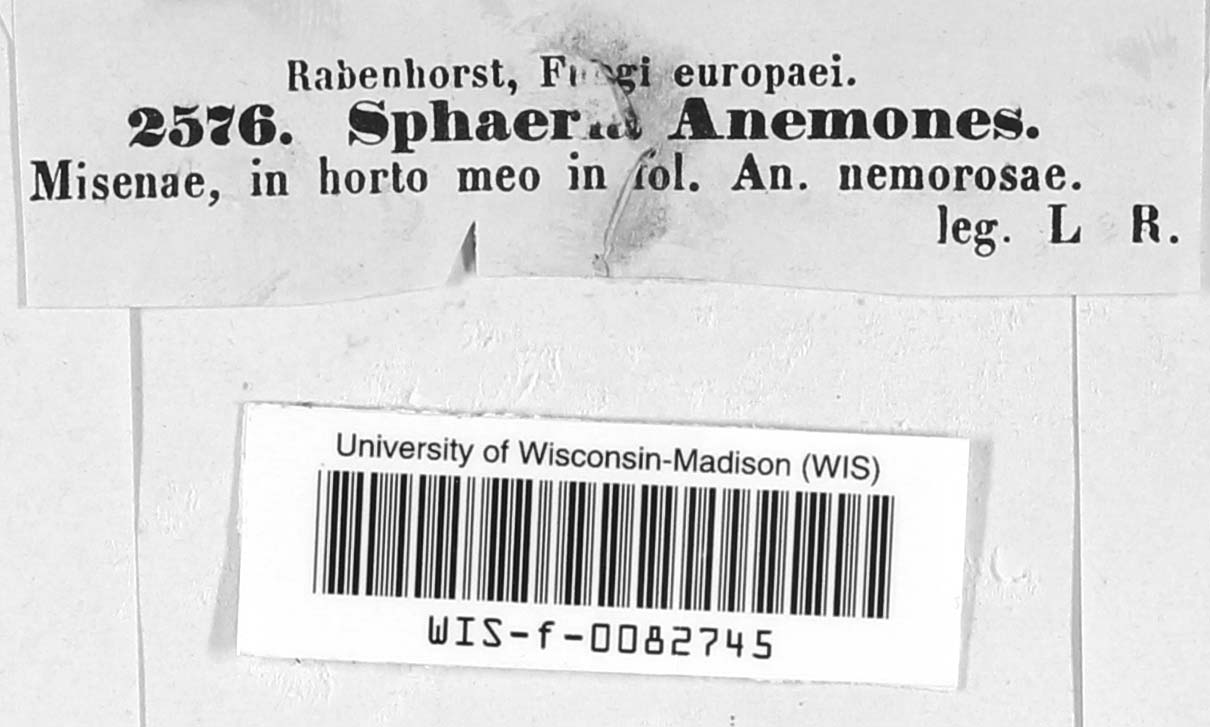 Rabenhorst, Fungi europaei.
2576. Sphaeria Anemones.
Misenae, in horto meo in fol. An. nemorosae.
leg. L R.
University of Wisconsin-Madison (WIS)
WIS-f-0082745